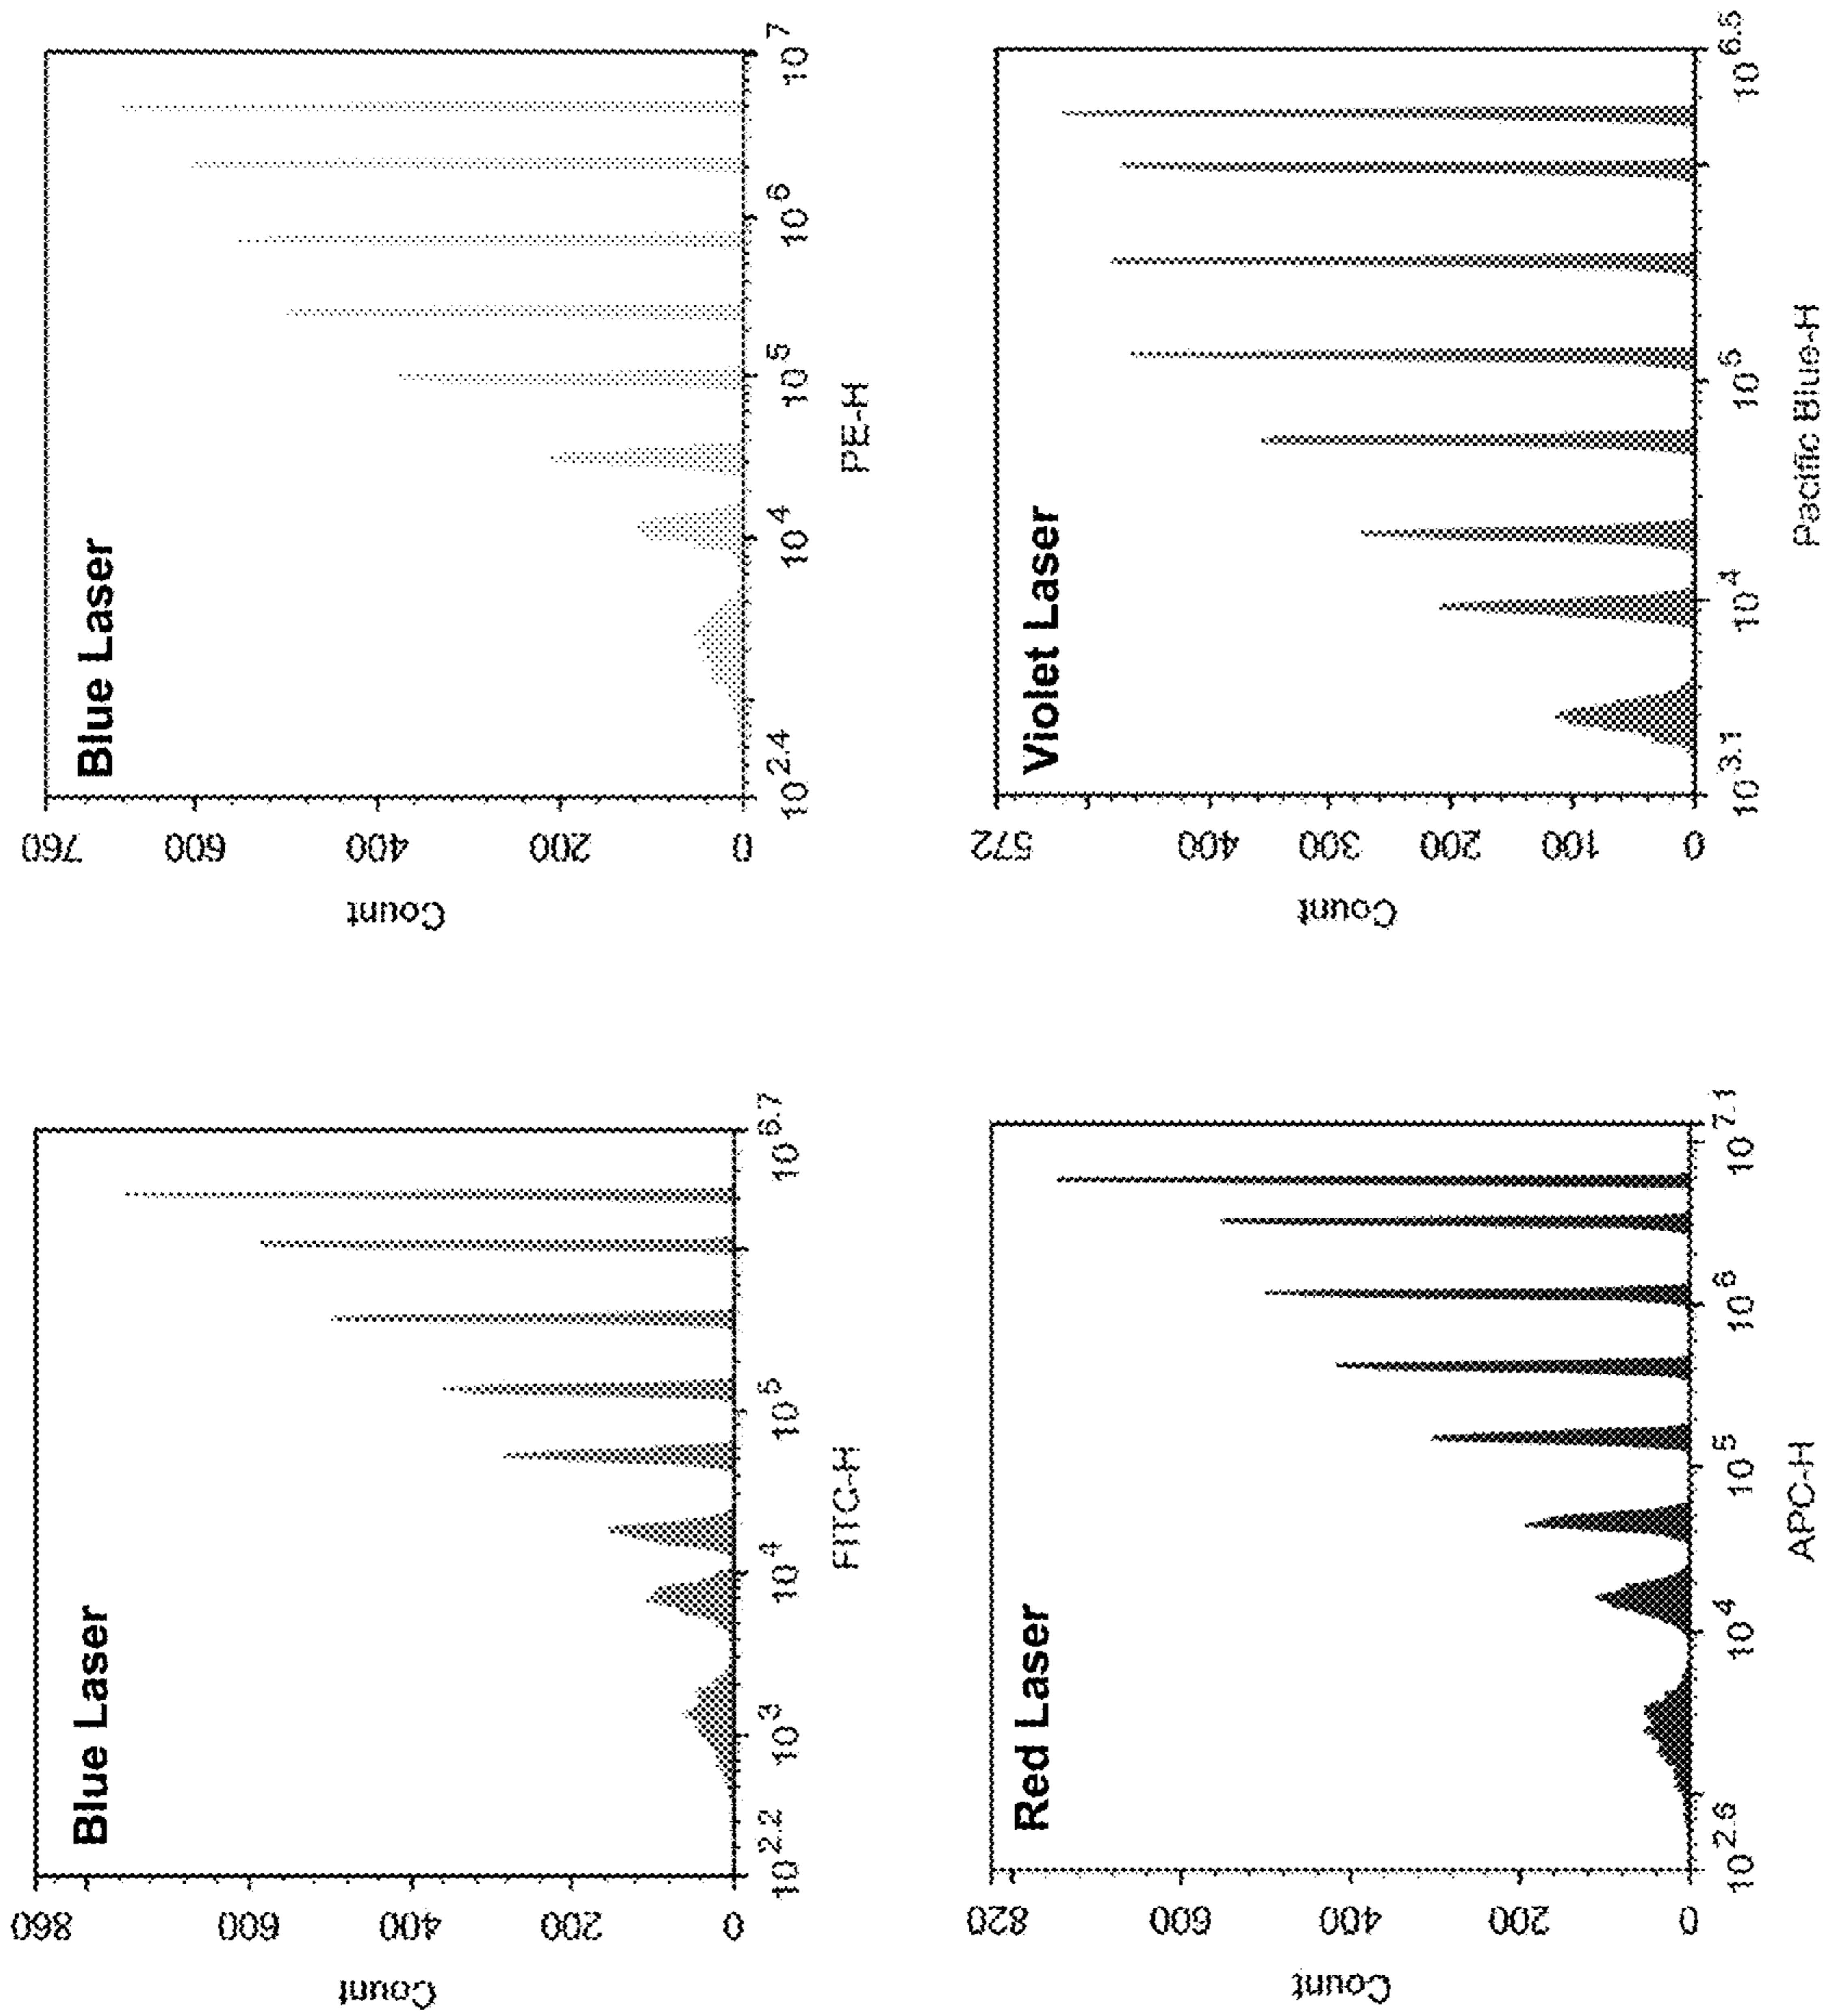 Blue Laser
860
600
400
200
0
Count
10^2.2 10^3 10^4 10^5 10^6.7
FITC-H
Blue Laser
760
600
400
200
0
Count
10^2.4 10^4 10^5 10^6 10^7
PE-H
Red Laser
820
600
400
200
0
Count
10^2.6 10^4 10^5 10^6 10^7.1
APC-H
Violet Laser
572
400
300
200
100
0
Count
10^3.1 10^4 10^5 10^6.5
Pacific Blue-H